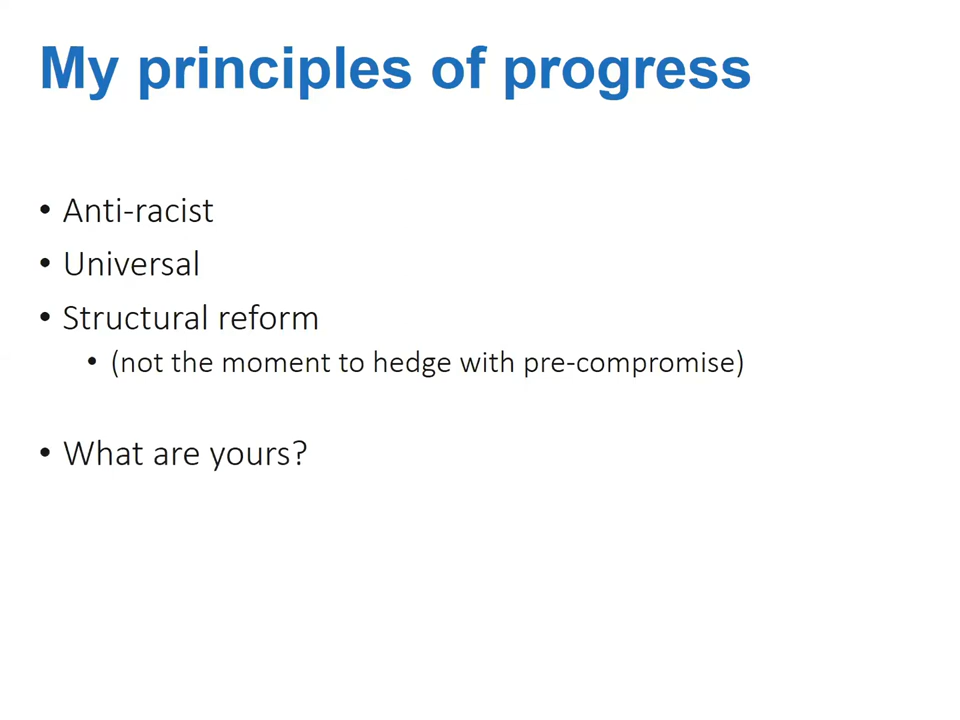 My principles of progress
• Anti-racist
• Universal
• Structural reform
• (not the moment to hedge with pre-compromise)
• What are yours?